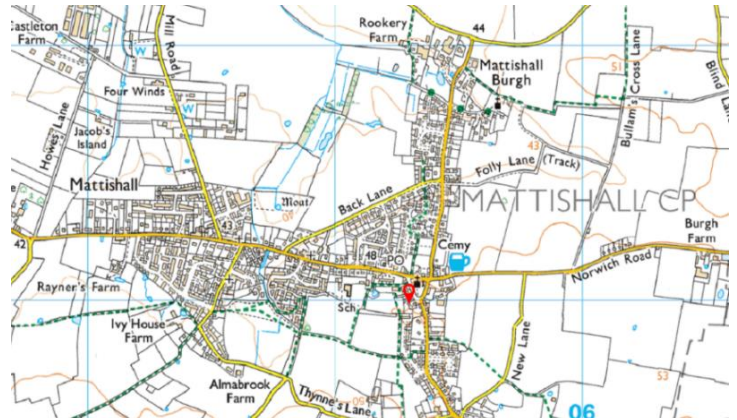 Castleton
Farm
Mill Road
W
Rookery
Farm
44
Mattishall
Burgh
51
Bullam's Cross Lane
Blind Lane
Four Winds
W
Jacob's
Island
Howes Lane
43
Folly Lane (Track)
Mattishall
Moat
40
Back Lane
MATTISHALL CP
43
42
48
PO
Cemy
Burgh
Farm
Norwich Road
Rayner's Farm
Sch
Ivy House
Farm
New Lane
Almabrook
Farm
Thynne's Lane
50
53
06